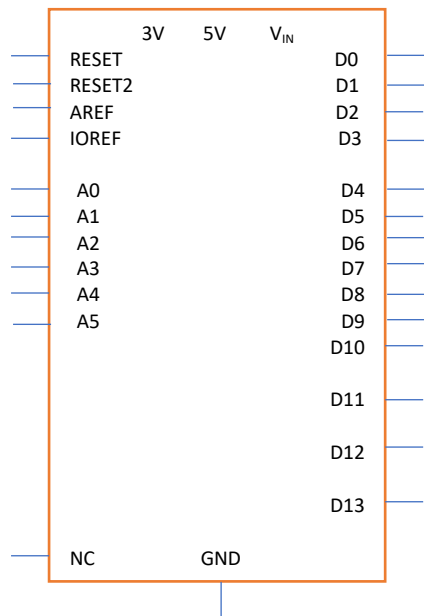 3V 5V VIN
RESET D0
RESET2 D1
AREF D2
IOREF D3
A0 D4
A1 D5
A2 D6
A3 D7
A4 D8
A5 D9
D10
D11
D12
D13
NC GND